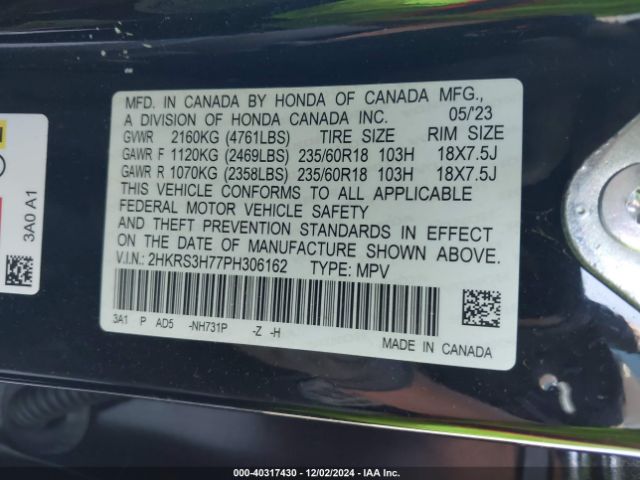 MFD. IN CANADA BY HONDA OF CANADA MFG.,
A DIVISION OF HONDA CANADA INC. 05/'23
GVWR 2160KG (4761LBS) TIRE SIZE RIM SIZE
GAWR F 1120KG (2469LBS) 235/60R18 103H 18X7.5J
GAWR R 1070KG (2358LBS) 235/60R18 103H 18X7.5J
THIS VEHICLE CONFORMS TO ALL APPLICABLE
FEDERAL MOTOR VEHICLE SAFETY
AND THEFT PREVENTION STANDARDS IN EFFECT
ON THE DATE OF MANUFACTURE SHOWN ABOVE.
V.I.N.: 2HKRS3H77PH306162 TYPE: MPV
3A1 P AD5 -NH731P -Z -H
MADE IN CANADA
3A0 A1
000-40317430 - 12/02/2024 - IAA Inc.